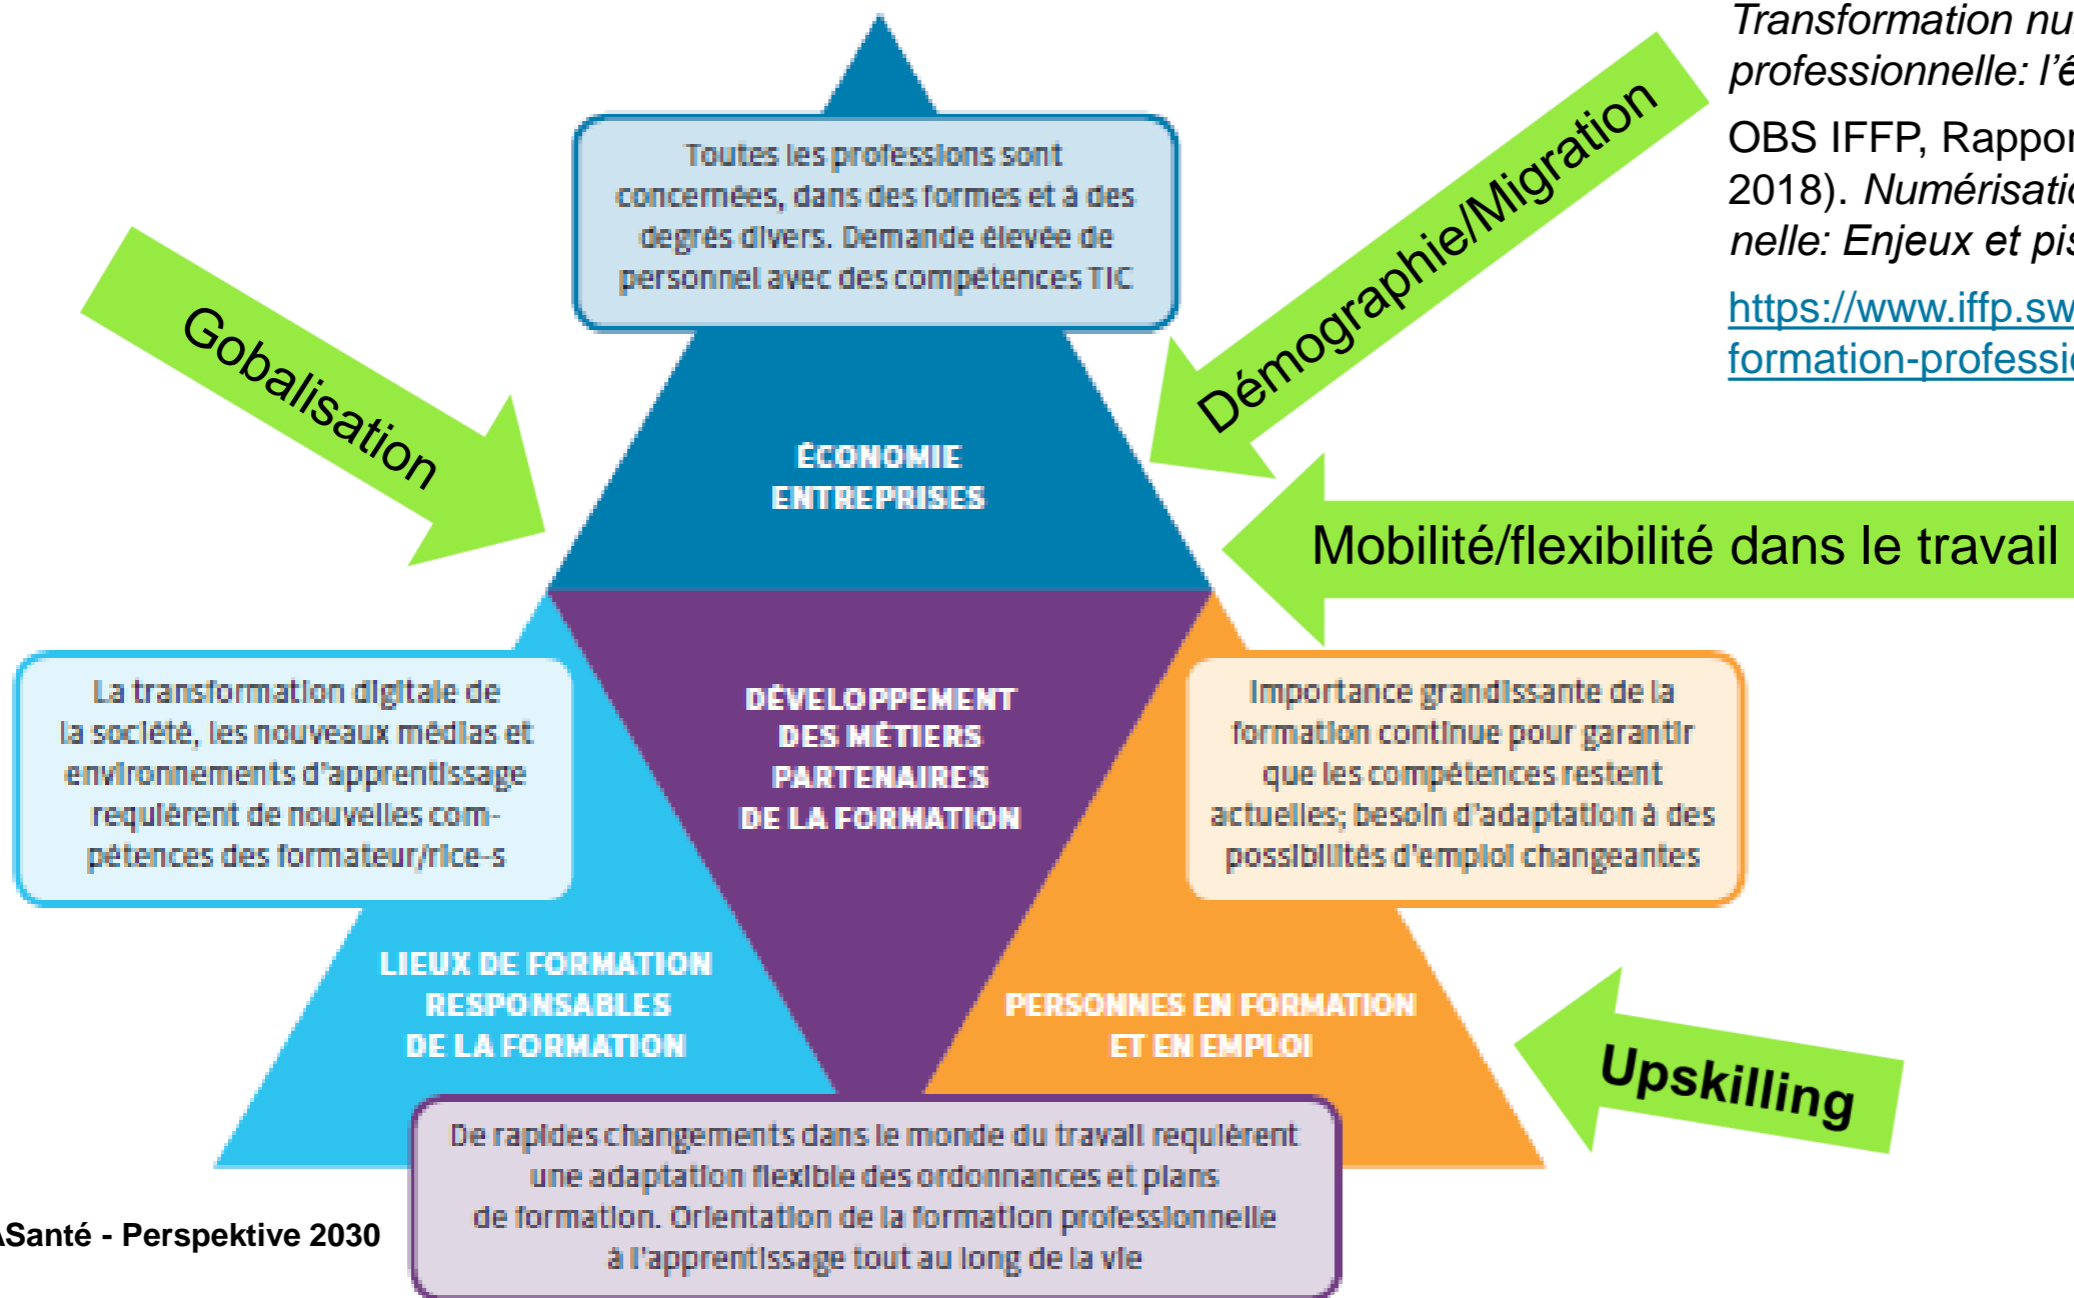 Transformation nu
professionnelle: l'é
OBS IFFP, Rappor
2018). Numérisatio
nelle: Enjeux et pis
https://www.iffp.sw
formation-professio
Toutes les professions sont
concernées, dans des formes et à des
degrés divers. Demande élevée de
personnel avec des compétences TIC
Gobalisation
Démographie/Migration
ÉCONOMIE
ENTREPRISES
Mobilité/flexibilité dans le travail
La transformation digitale de
la société, les nouveaux médias et
environnements d'apprentissage
requièrent de nouvelles com-
pétences des formateur/rice-s
DÉVELOPPEMENT
DES MÉTIERS
PARTENAIRES
DE LA FORMATION
Importance grandissante de la
formation continue pour garantir
que les compétences restent
actuelles; besoin d'adaptation à des
possibilités d'emploi changeantes
LIEUX DE FORMATION
RESPONSABLES
DE LA FORMATION
PERSONNES EN FORMATION
ET EN EMPLOI
Upskilling
De rapides changements dans le monde du travail requièrent
une adaptation flexible des ordonnances et plans
de formation. Orientation de la formation professionnelle
à l'apprentissage tout au long de la vie
ASanté - Perspektive 2030